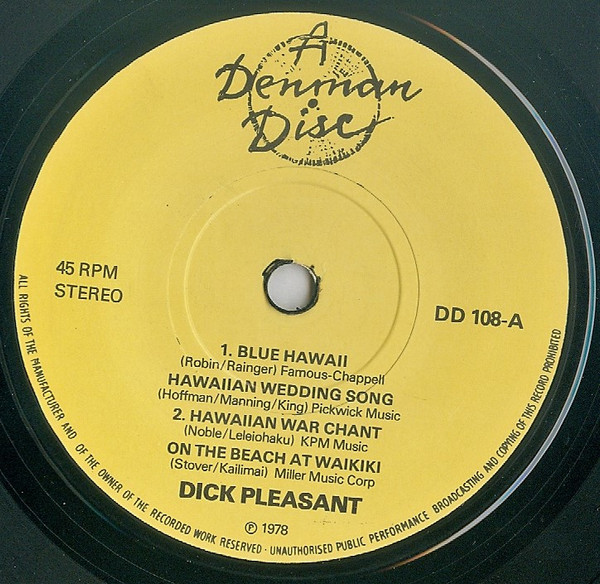 A
Denman
Disc
45 RPM
STEREO
DD 108-A
1. BLUE HAWAII
(Robin/Rainger) Famous-Chappell
HAWAIIAN WEDDING SONG
(Hoffman/Manning/King) Pickwick Music
2. HAWAIIAN WAR CHANT
(Noble/Leleiohaku) KPM Music
ON THE BEACH AT WAIKIKI
(Stover/Kailimai) Miller Music Corp
DICK PLEASANT
℗ 1978
ALL RIGHTS OF THE MANUFACTURER AND OF THE OWNER OF THE RECORDED WORK RESERVED · UNAUTHORISED PUBLIC PERFORMANCE BROADCASTING AND COPYING OF THIS RECORD PROHIBITED